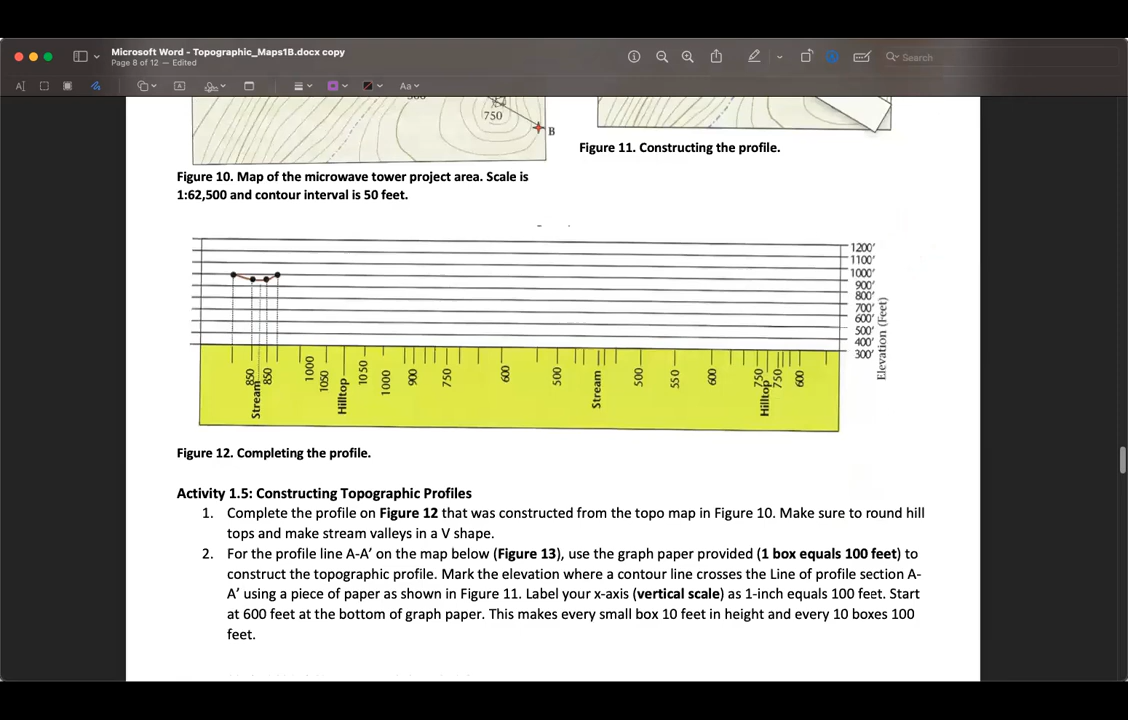 Microsoft Word - Topographic_Maps1B.docx copy
Page 8 of 12 — Edited
Search
Aa
750
B
Figure 11. Constructing the profile.
Figure 10. Map of the microwave tower project area. Scale is
1:62,500 and contour interval is 50 feet.
1200'
1100'
1000'
900'
800'
700'
600'
500'
400'
300'
Elevation (Feet)
850
Stream
850
1000
1050
Hilltop
1050
1000
900
750
600
500
Stream
500
550
600
750
Hilltop
750
600
Figure 12. Completing the profile.
Activity 1.5: Constructing Topographic Profiles
1. Complete the profile on Figure 12 that was constructed from the topo map in Figure 10. Make sure to round hill
tops and make stream valleys in a V shape.
2. For the profile line A-A’ on the map below (Figure 13), use the graph paper provided (1 box equals 100 feet) to
construct the topographic profile. Mark the elevation where a contour line crosses the Line of profile section A-
A’ using a piece of paper as shown in Figure 11. Label your x-axis (vertical scale) as 1-inch equals 100 feet. Start
at 600 feet at the bottom of graph paper. This makes every small box 10 feet in height and every 10 boxes 100
feet.